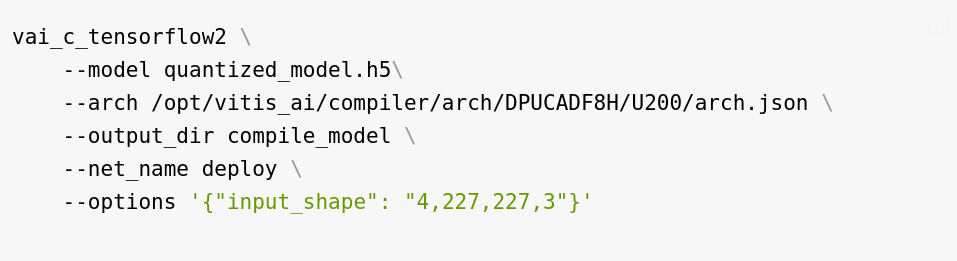 vai_c_tensorflow2 \
--model quantized_model.h5\
--arch /opt/vitis_ai/compiler/arch/DPUCADF8H/U200/arch.json \
--output_dir compile_model \
--net_name deploy \
--options '{"input_shape": "4,227,227,3"}'